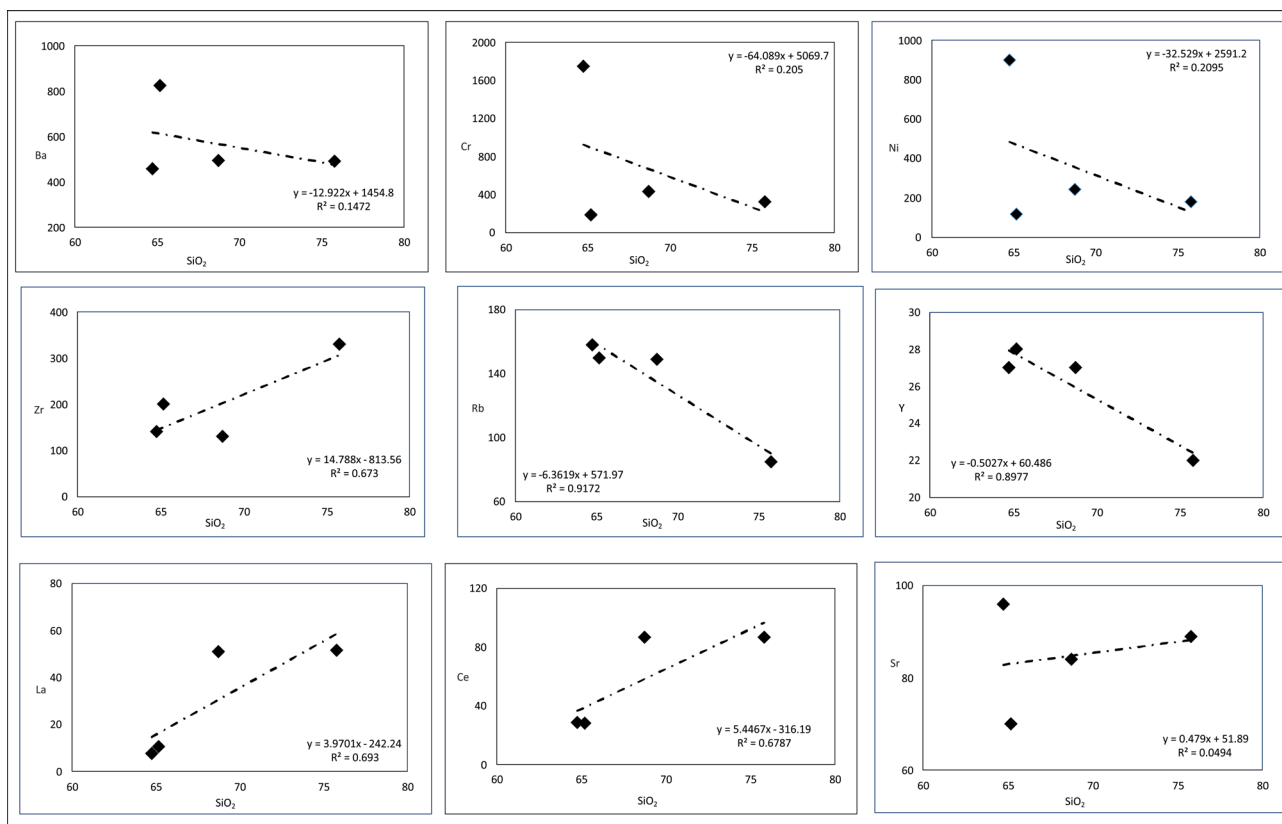 1000
800
600
Ba
400
200
60
65
70
75
80
SiO₂
y = -12.922x + 1454.8
R² = 0.1472
2000
1600
1200
Cr
800
400
0
60
65
70
75
80
SiO₂
y = -64.089x + 5069.7
R² = 0.205
1000
800
600
Ni
400
200
0
60
65
70
75
80
SiO₂
y = -32.529x + 2591.2
R² = 0.2095
400
300
Zr
200
100
0
60
65
70
75
80
SiO₂
y = 14.788x - 813.56
R² = 0.673
180
140
Rb
100
60
60
65
70
75
80
SiO₂
y = -6.3619x + 571.97
R² = 0.9172
30
28
26
Y
24
22
20
60
65
70
75
80
SiO₂
y = -0.5027x + 60.486
R² = 0.8977
80
60
40
La
20
0
60
65
70
75
80
SiO₂
y = 3.9701x - 242.24
R² = 0.693
120
80
Ce
40
0
60
65
70
75
80
SiO₂
y = 5.4467x - 316.19
R² = 0.6787
100
Sr
80
60
60
65
70
75
80
SiO₂
y = 0.479x + 51.89
R² = 0.0494